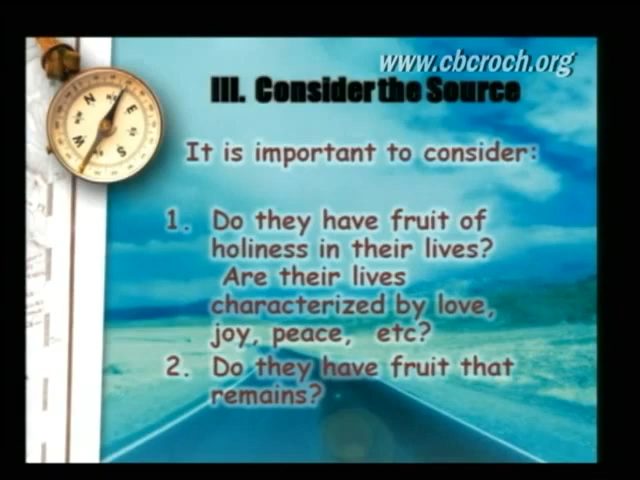 www.cbcroch.org
III. Consider the Source
It is important to consider:
1. Do they have fruit of
holiness in their lives?
Are their lives
characterized by love,
joy, peace, etc?
2. Do they have fruit that
remains?
N
E
S
W